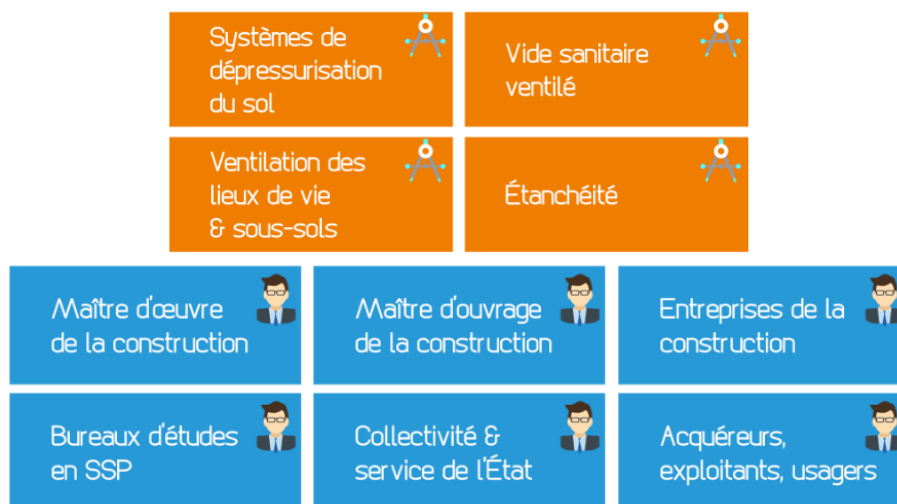 Systèmes de
dépressurisation
du sol
Vide sanitaire
ventilé
Ventilation des
lieux de vie
& sous-sols
Étanchéité
Maître d'œuvre
de la construction
Maître d'ouvrage
de la construction
Entreprises de la
construction
Bureaux d'études
en SSP
Collectivité &
service de l'État
Acquéreurs,
exploitants, usagers